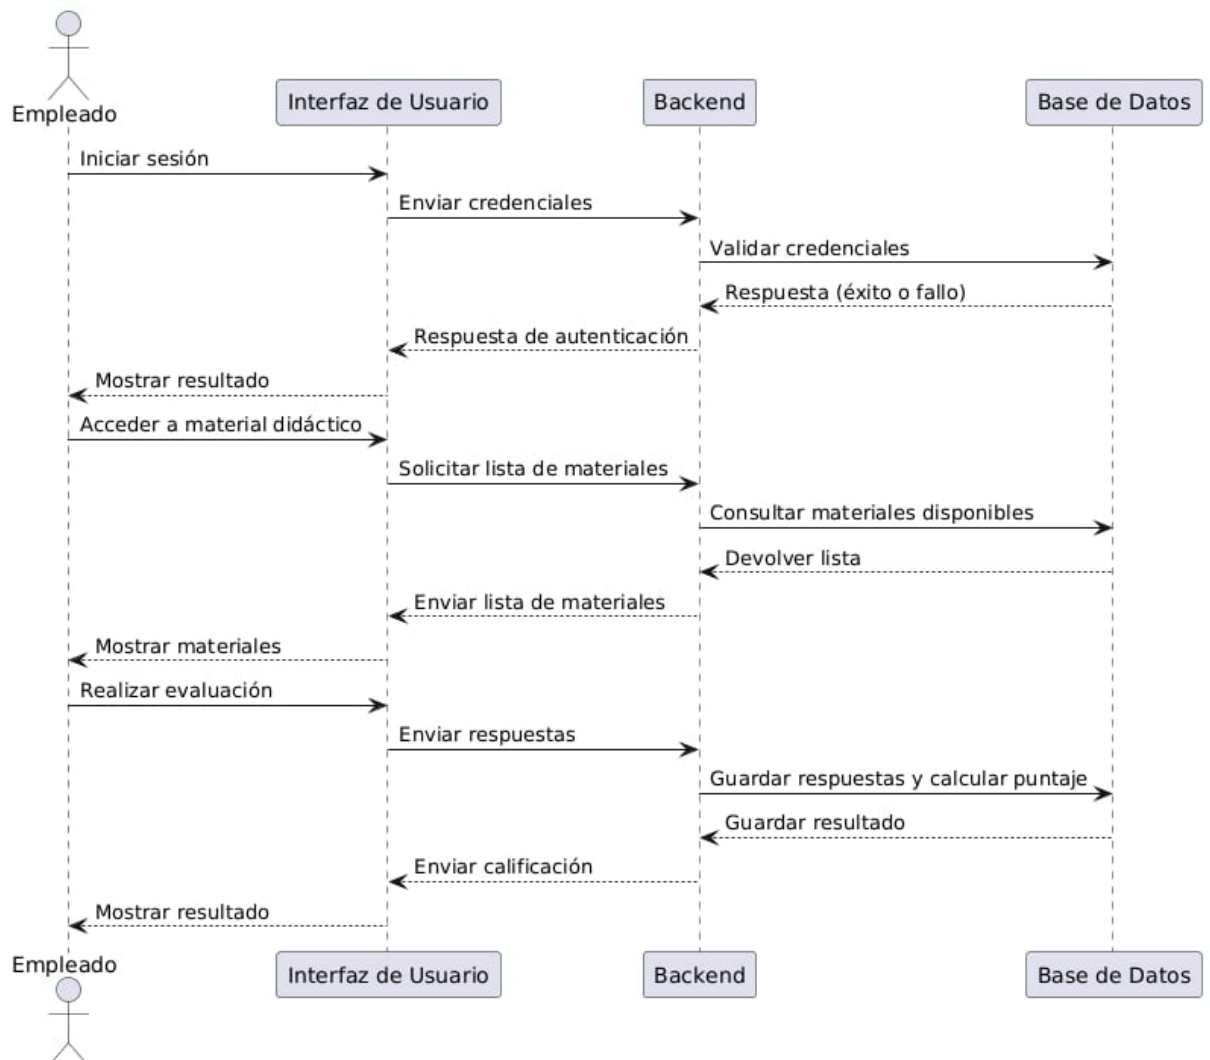 Empleado
Interfaz de Usuario
Backend
Base de Datos
Iniciar sesión
Enviar credenciales
Validar credenciales
Respuesta (éxito o fallo)
Respuesta de autenticación
Mostrar resultado
Acceder a material didáctico
Solicitar lista de materiales
Consultar materiales disponibles
Devolver lista
Enviar lista de materiales
Mostrar materiales
Realizar evaluación
Enviar respuestas
Guardar respuestas y calcular puntaje
Guardar resultado
Enviar calificación
Mostrar resultado
Empleado
Interfaz de Usuario
Backend
Base de Datos